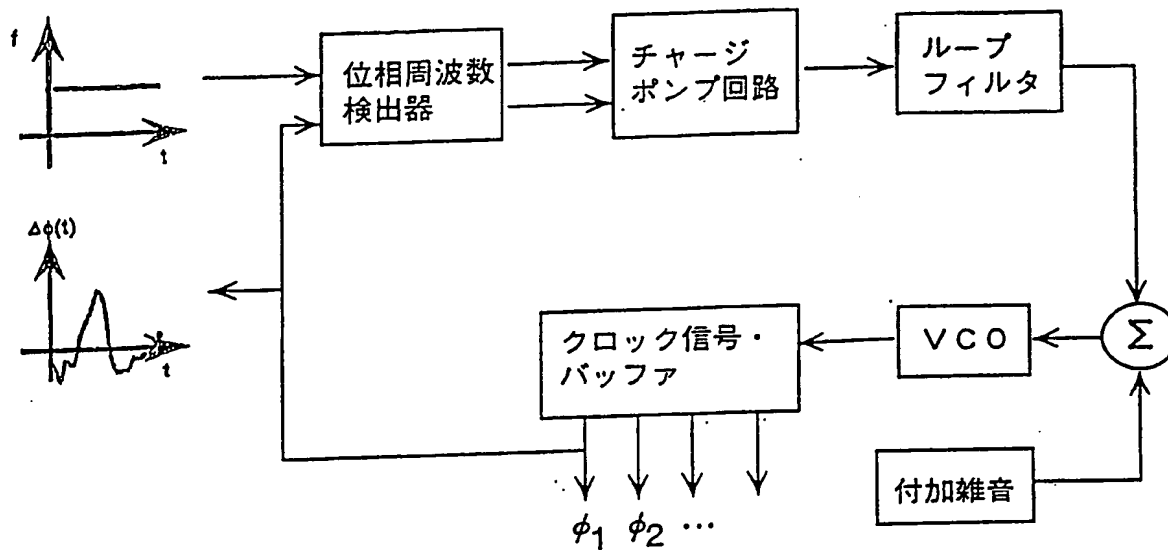 f
t
位相周波数
検出器
チャージ
ポンプ回路
ループ
フィルタ
Δφ(t)
t
クロック信号・
バッファ
VCO
Σ
付加雑音
φ1 φ2 …